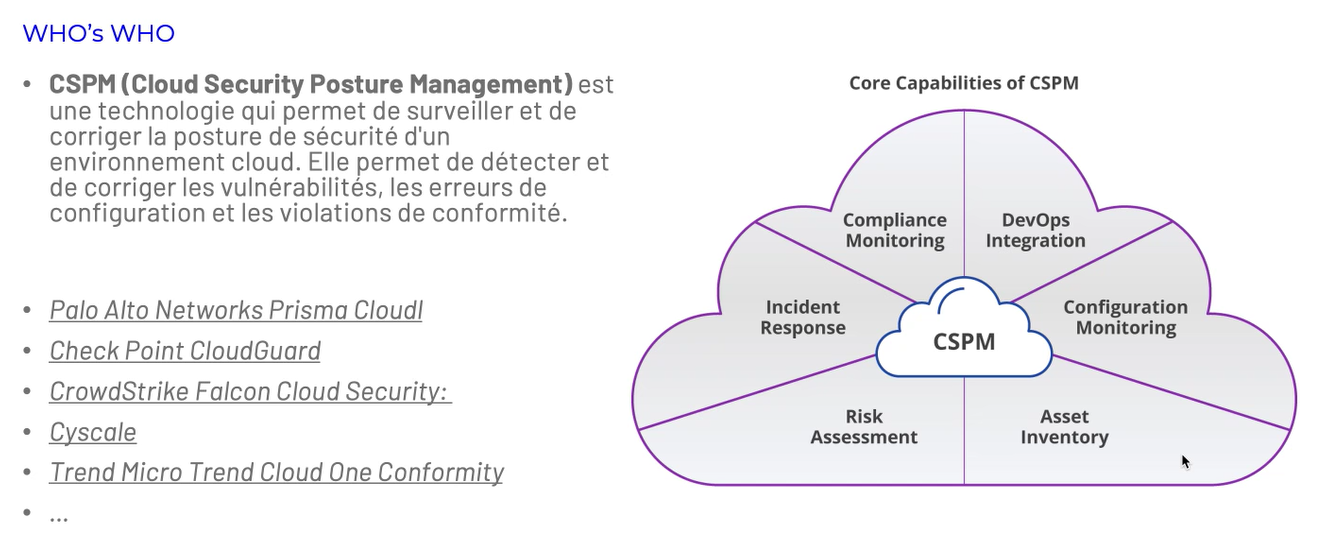 WHO’s WHO
• CSPM (Cloud Security Posture Management) est
une technologie qui permet de surveiller et de
corriger la posture de sécurité d'un
environnement cloud. Elle permet de détecter et
de corriger les vulnérabilités, les erreurs de
configuration et les violations de conformité.
• Palo Alto Networks Prisma Cloudl
• Check Point CloudGuard
• CrowdStrike Falcon Cloud Security:
• Cyscale
• Trend Micro Trend Cloud One Conformity
• ...
Core Capabilities of CSPM
Compliance
Monitoring
DevOps
Integration
Incident
Response
Configuration
Monitoring
CSPM
Risk
Assessment
Asset
Inventory